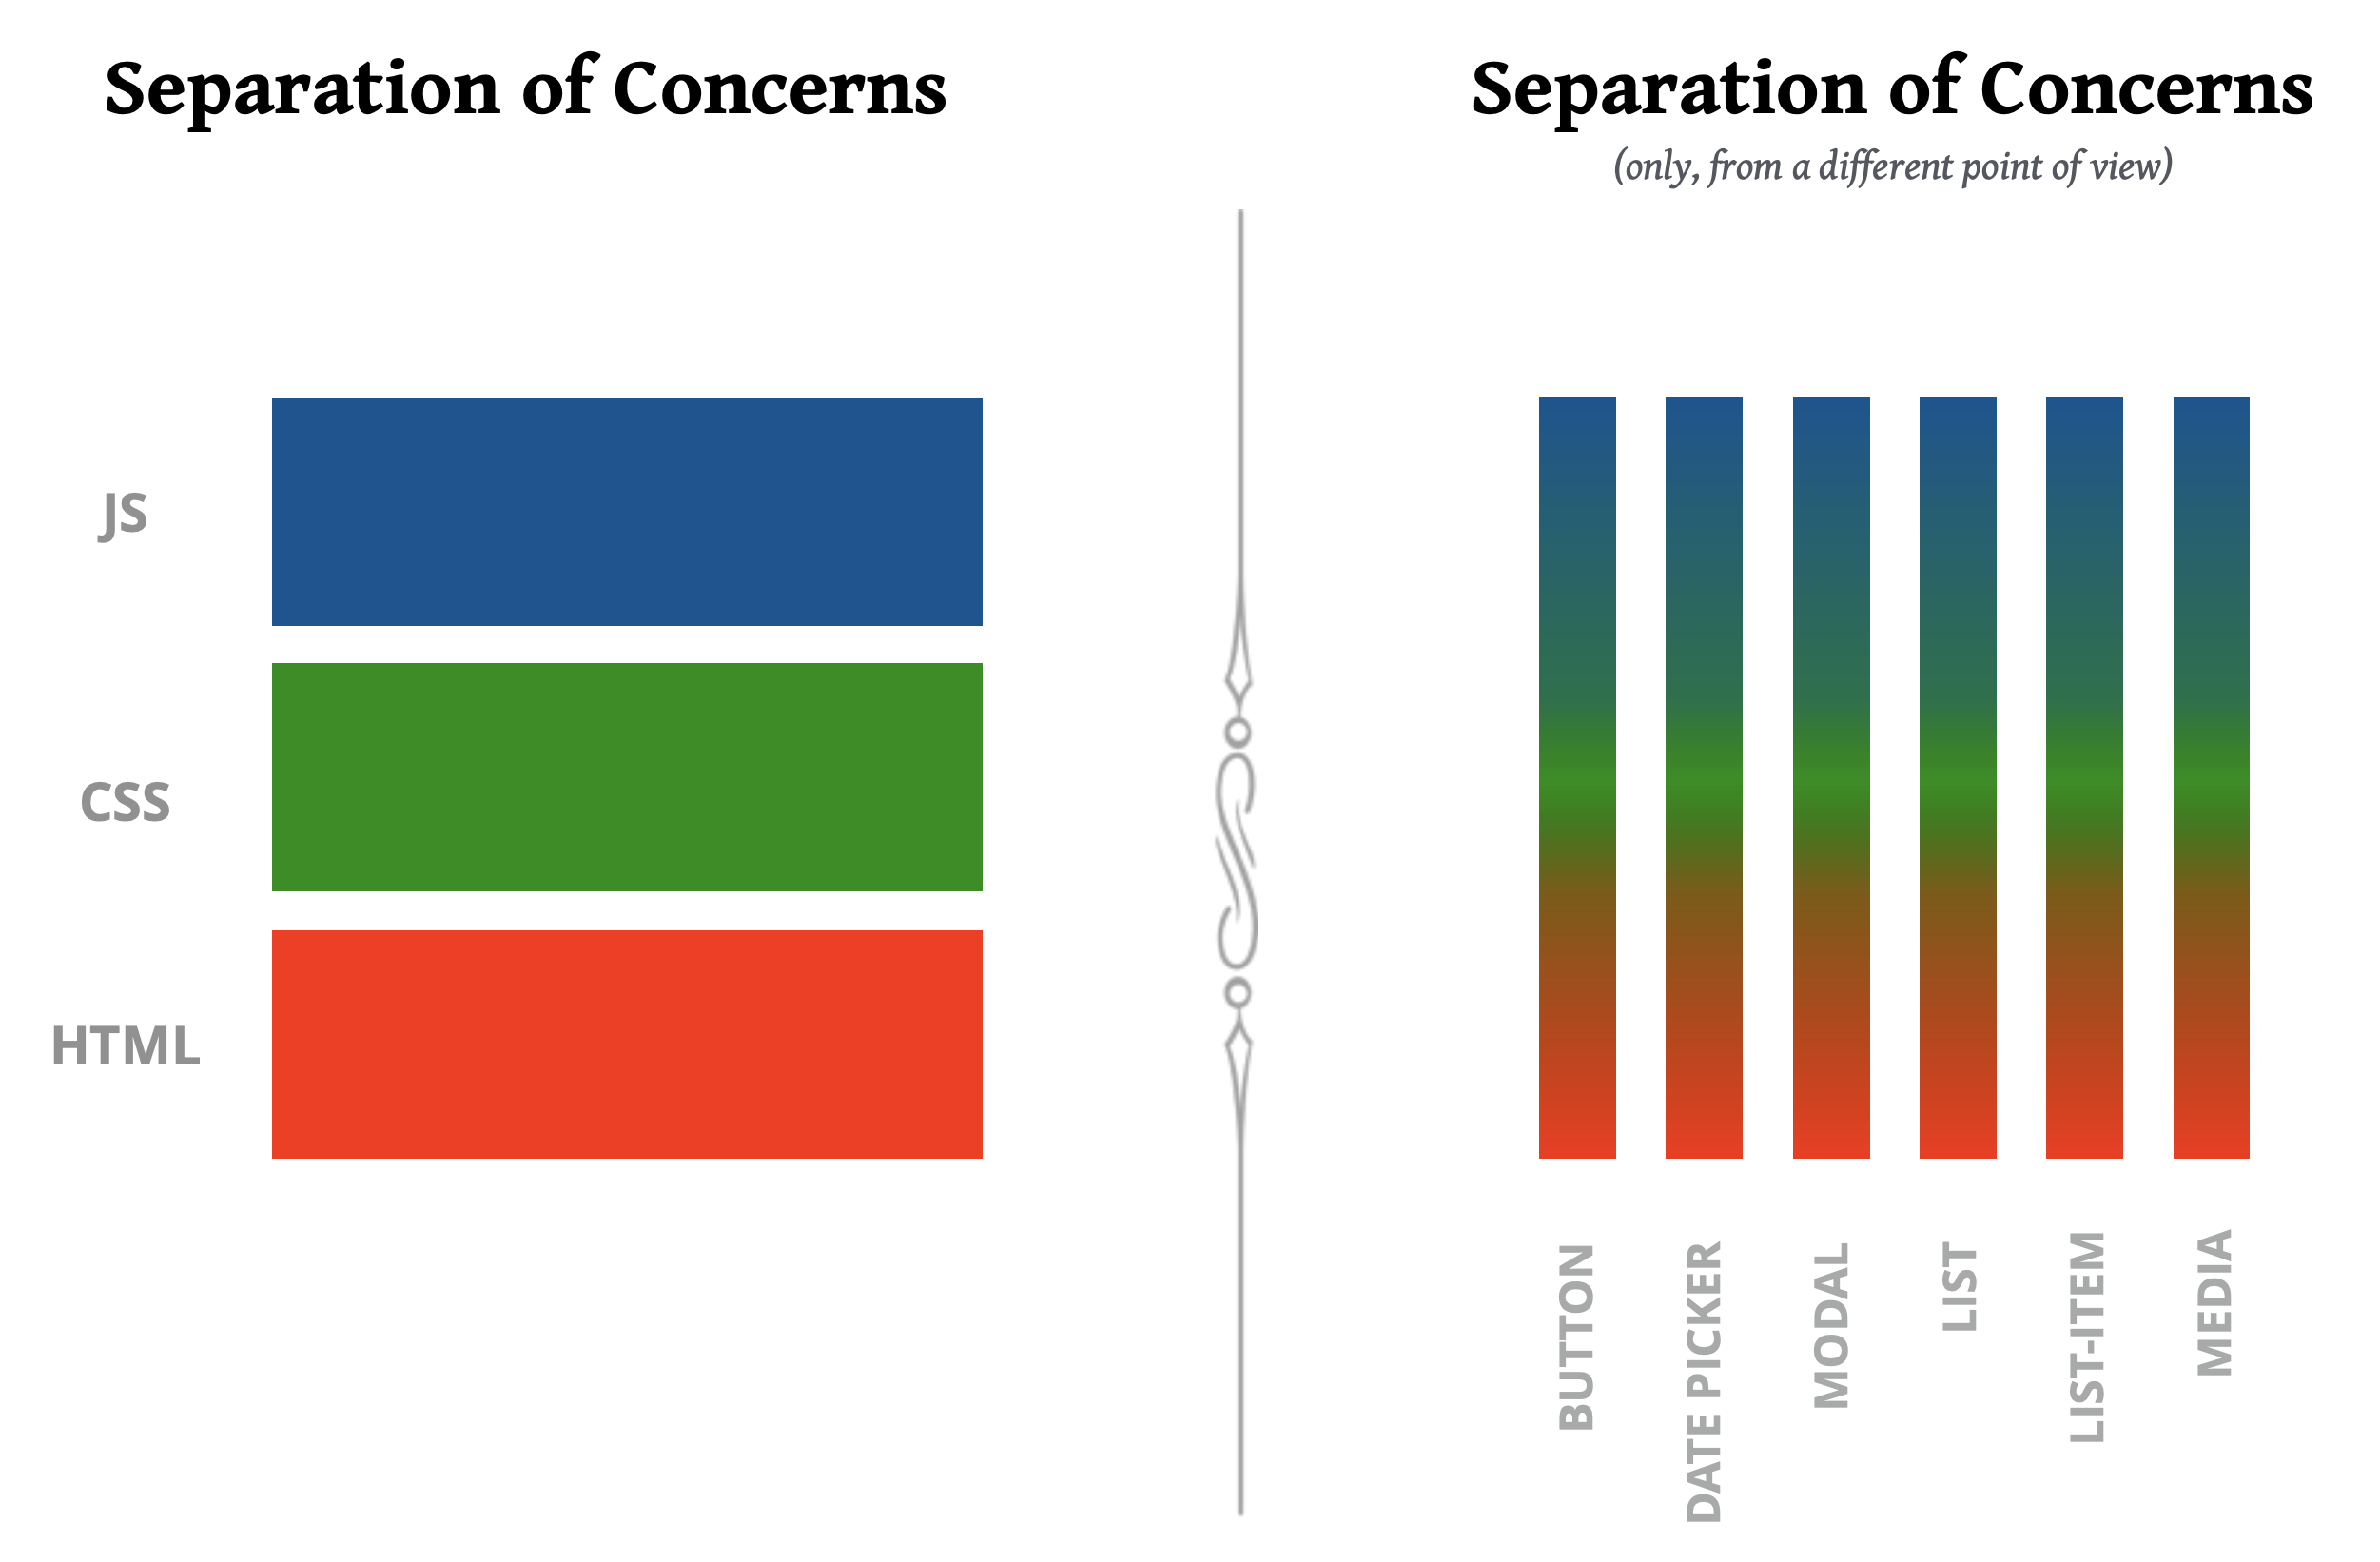 Separation of Concerns
JS
CSS
HTML
Separation of Concerns
(only, from a different point of view)
BUTTON
DATE PICKER
MODAL
LIST
LIST-ITEM
MEDIA